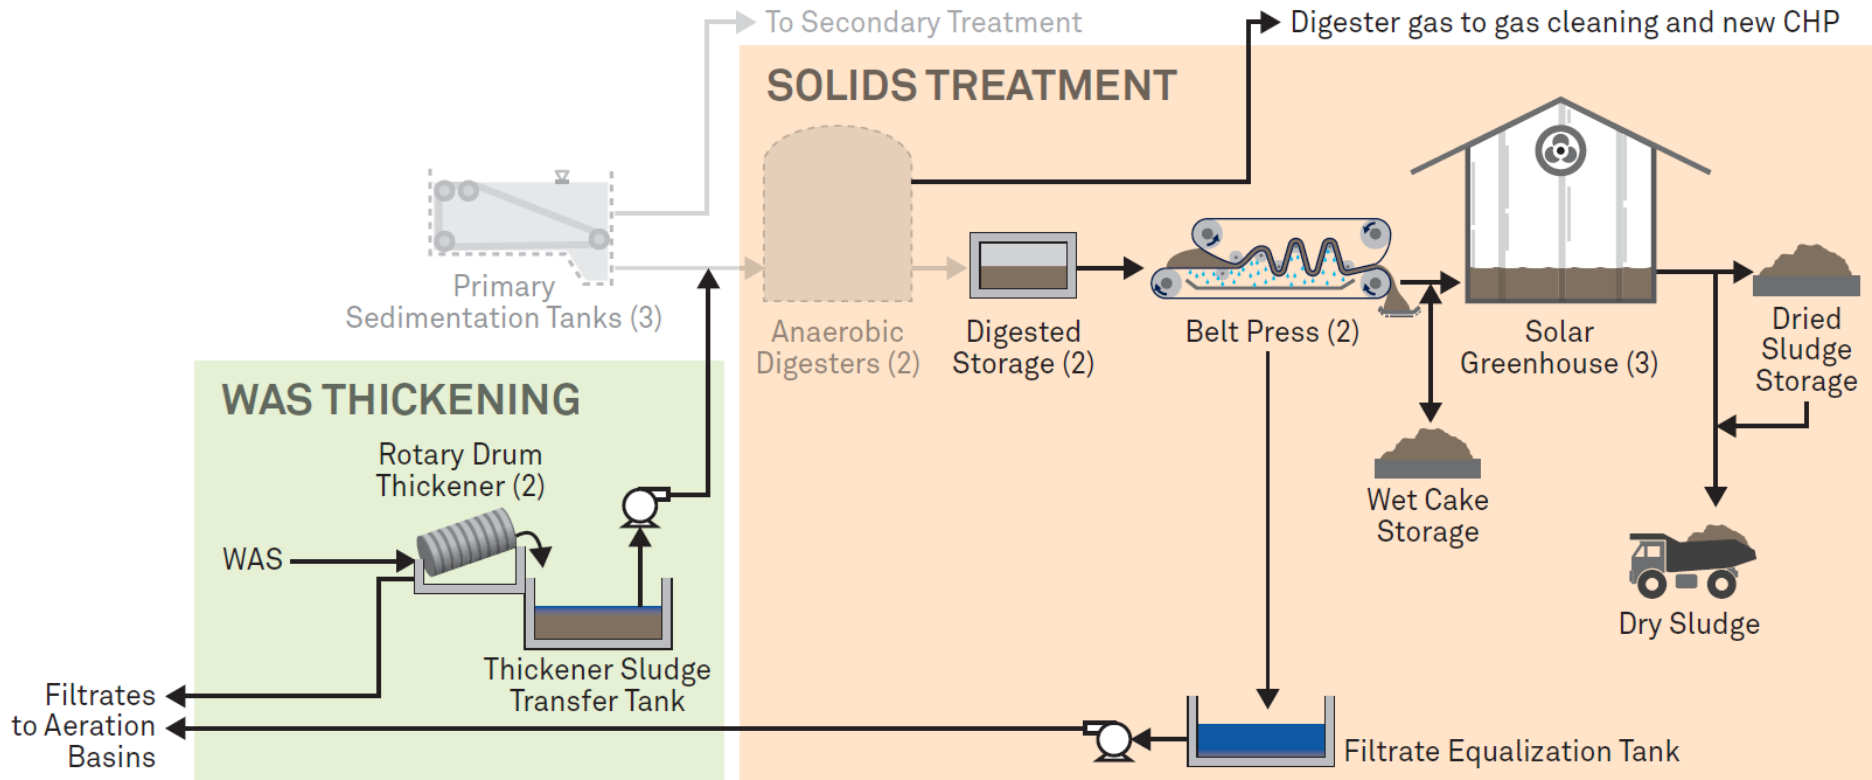 To Secondary Treatment
Digester gas to gas cleaning and new CHP
SOLIDS TREATMENT
Primary
Sedimentation Tanks (3)
Anaerobic
Digesters (2)
Digested
Storage (2)
Belt Press (2)
Solar
Greenhouse (3)
Dried
Sludge
Storage
WAS THICKENING
Rotary Drum
Thickener (2)
WAS
Thickener Sludge
Transfer Tank
Wet Cake
Storage
Dry Sludge
Filtrates
to Aeration
Basins
Filtrate Equalization Tank